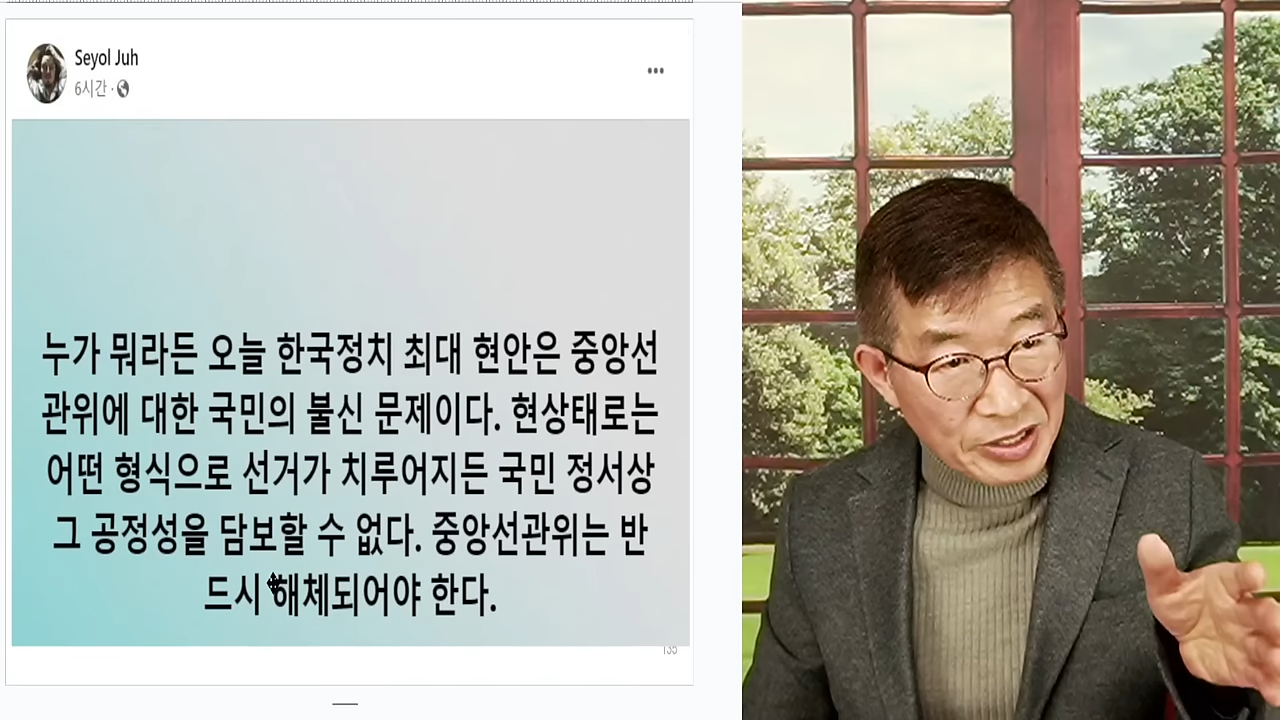 Seyol Juh
6시간 ·
누가 뭐라든 오늘 한국정치 최대 현안은 중앙선
관위에 대한 국민의 불신 문제이다. 현상태로는
어떤 형식으로 선거가 치루어지든 국민 정서상
그 공정성을 담보할 수 없다. 중앙선관위는 반
드시 해체되어야 한다.
135